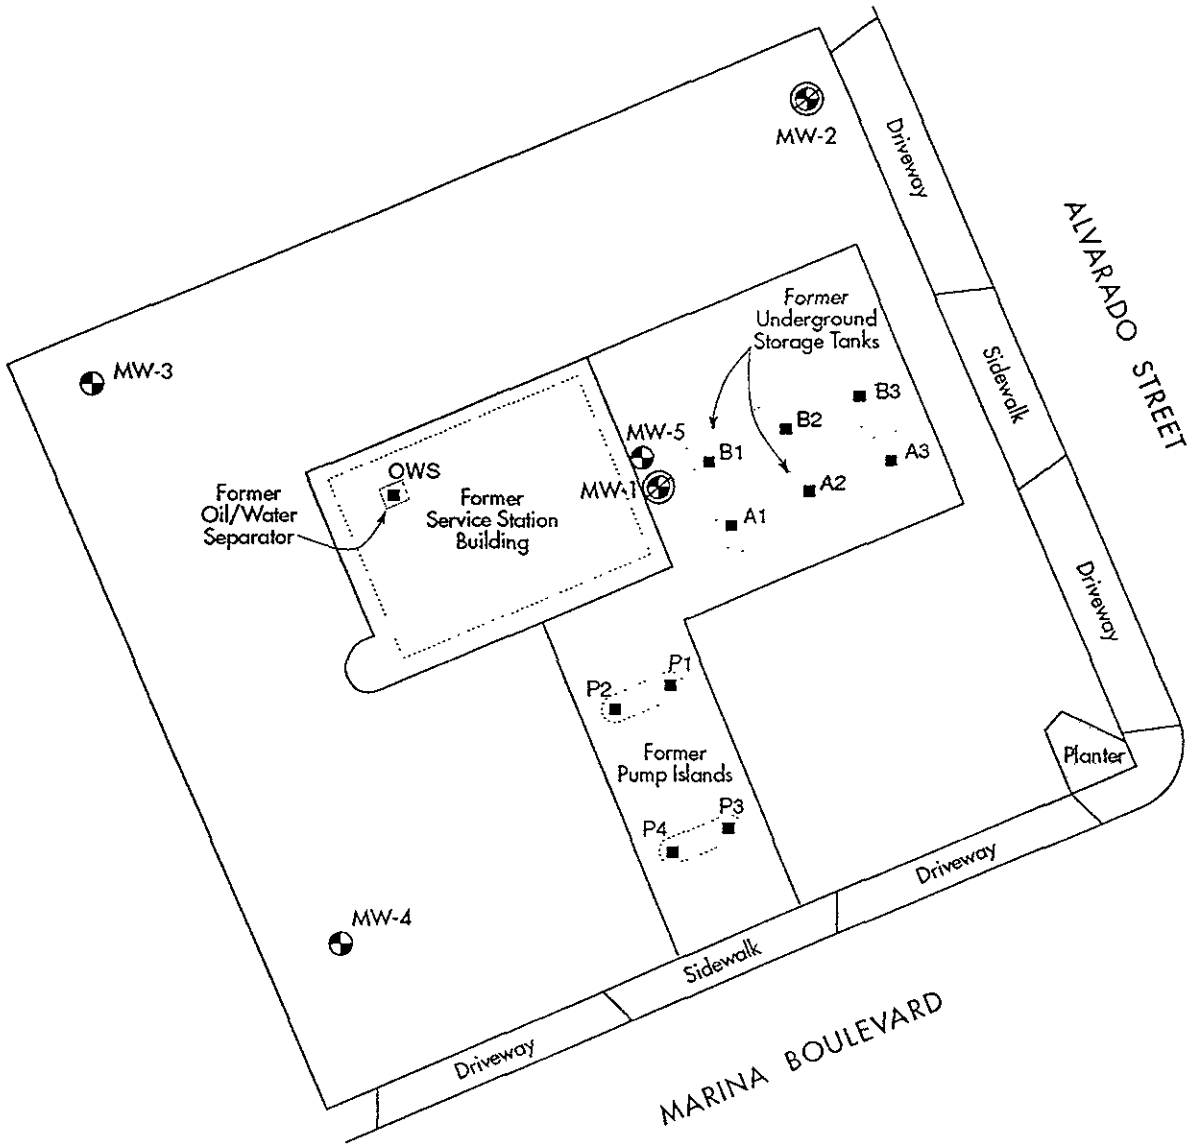 MW-2
Driveway
ALVARADO STREET
Former
Underground
Storage Tanks
Sidewalk
MW-3
B3
B2
MW-5
B1
A3
OWS
MW-1
A2
Former
Oil/Water
Separator
Former
Service Station
Building
A1
Driveway
P1
P2
Former
Pump Islands
Planter
P3
P4
Driveway
MW-4
Sidewalk
Driveway
MARINA BOULEVARD